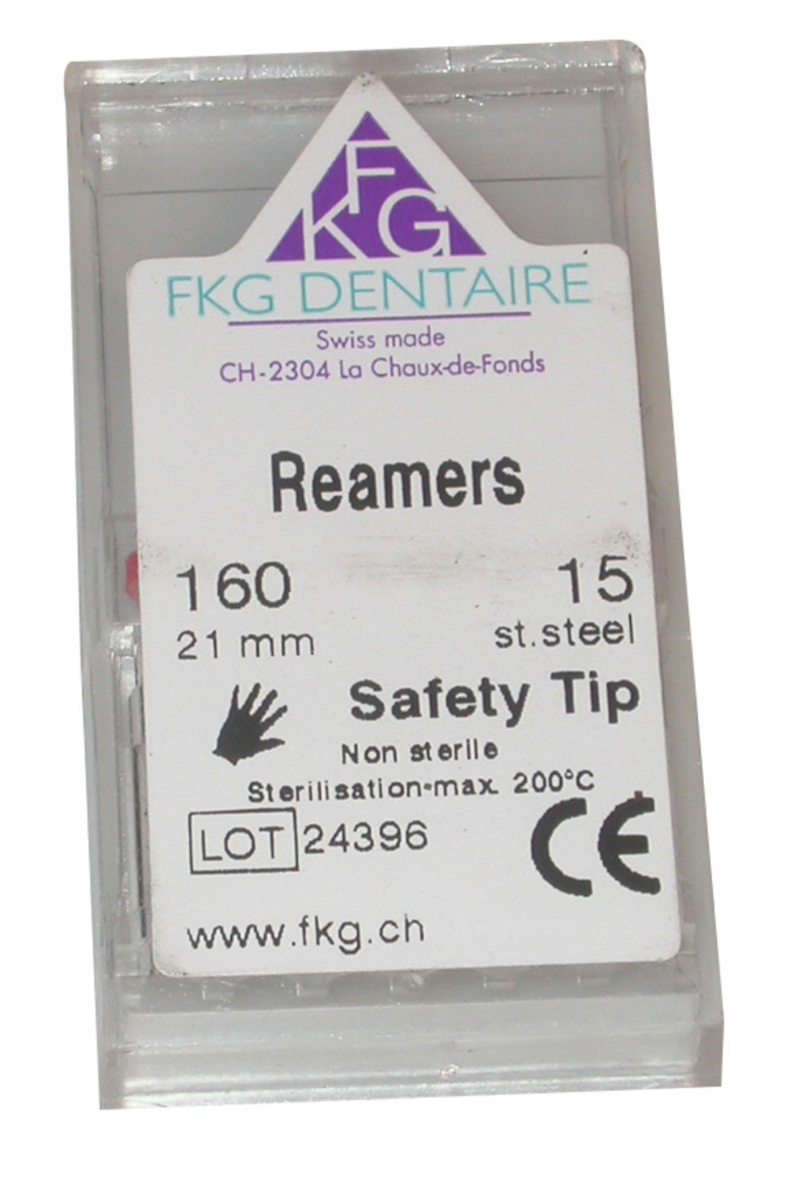 FKG
FKG DENTAIRE
Swiss made
CH-2304 La Chaux-de-Fonds
Reamers
160 15
21 mm st.steel
Safety Tip
Non sterile
Sterilisation-max. 200°C
LOT 24396
CE
www.fkg.ch